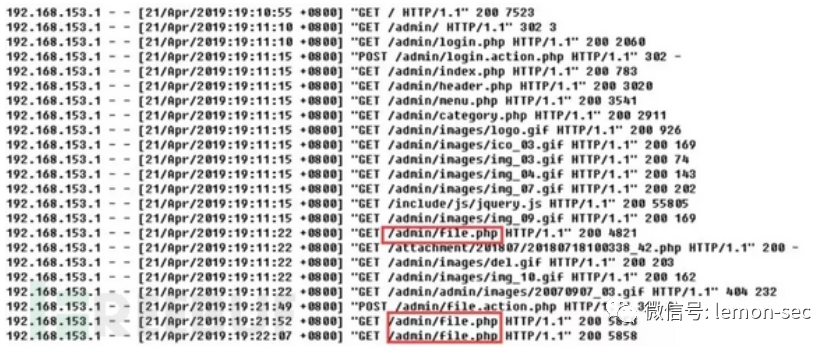 192.168.153.1 - - [21/Apr/2019:19:10:55 +0800] "GET / HTTP/1.1" 200 7523
192.168.153.1 - - [21/Apr/2019:19:11:10 +0800] "GET /admin/ HTTP/1.1" 302 3
192.168.153.1 - - [21/Apr/2019:19:11:10 +0800] "GET /admin/login.php HTTP/1.1" 200 2060
192.168.153.1 - - [21/Apr/2019:19:11:15 +0800] "POST /admin/login.action.php HTTP/1.1" 302 -
192.168.153.1 - - [21/Apr/2019:19:11:15 +0800] "GET /admin/index.php HTTP/1.1" 200 783
192.168.153.1 - - [21/Apr/2019:19:11:15 +0800] "GET /admin/header.php HTTP/1.1" 200 3020
192.168.153.1 - - [21/Apr/2019:19:11:15 +0800] "GET /admin/menu.php HTTP/1.1" 200 3541
192.168.153.1 - - [21/Apr/2019:19:11:15 +0800] "GET /admin/category.php HTTP/1.1" 200 2911
192.168.153.1 - - [21/Apr/2019:19:11:15 +0800] "GET /admin/images/logo.gif HTTP/1.1" 200 926
192.168.153.1 - - [21/Apr/2019:19:11:15 +0800] "GET /admin/images/ico_03.gif HTTP/1.1" 200 169
192.168.153.1 - - [21/Apr/2019:19:11:15 +0800] "GET /admin/images/img_03.gif HTTP/1.1" 200 74
192.168.153.1 - - [21/Apr/2019:19:11:15 +0800] "GET /admin/images/img_04.gif HTTP/1.1" 200 143
192.168.153.1 - - [21/Apr/2019:19:11:15 +0800] "GET /admin/images/img_07.gif HTTP/1.1" 200 202
192.168.153.1 - - [21/Apr/2019:19:11:15 +0800] "GET /include/js/jquery.js HTTP/1.1" 200 55805
192.168.153.1 - - [21/Apr/2019:19:11:15 +0800] "GET /admin/images/img_09.gif HTTP/1.1" 200 169
192.168.153.1 - - [21/Apr/2019:19:11:22 +0800] "GET /admin/file.php HTTP/1.1" 200 4821
192.168.153.1 - - [21/Apr/2019:19:11:22 +0800] "GET /attachment/201807/20180718100338_42.php HTTP/1.1" 200 -
192.168.153.1 - - [21/Apr/2019:19:11:22 +0800] "GET /admin/images/del.gif HTTP/1.1" 200 203
192.168.153.1 - - [21/Apr/2019:19:11:22 +0800] "GET /admin/images/img_10.gif HTTP/1.1" 200 162
192.168.153.1 - - [21/Apr/2019:19:11:22 +0800] "GET /admin/admin/images/20070907_03.gif HTTP/1.1" 404 232
192.168.153.1 - - [21/Apr/2019:19:21:49 +0800] "POST /admin/file.action.php HTTP/1.1"
192.168.153.1 - - [21/Apr/2019:19:21:52 +0800] "GET /admin/file.php HTTP/1.1" 200
192.168.153.1 - - [21/Apr/2019:19:22:07 +0800] "GET /admin/file.php HTTP/1.1" 200 5858
微信号: lemon-sec